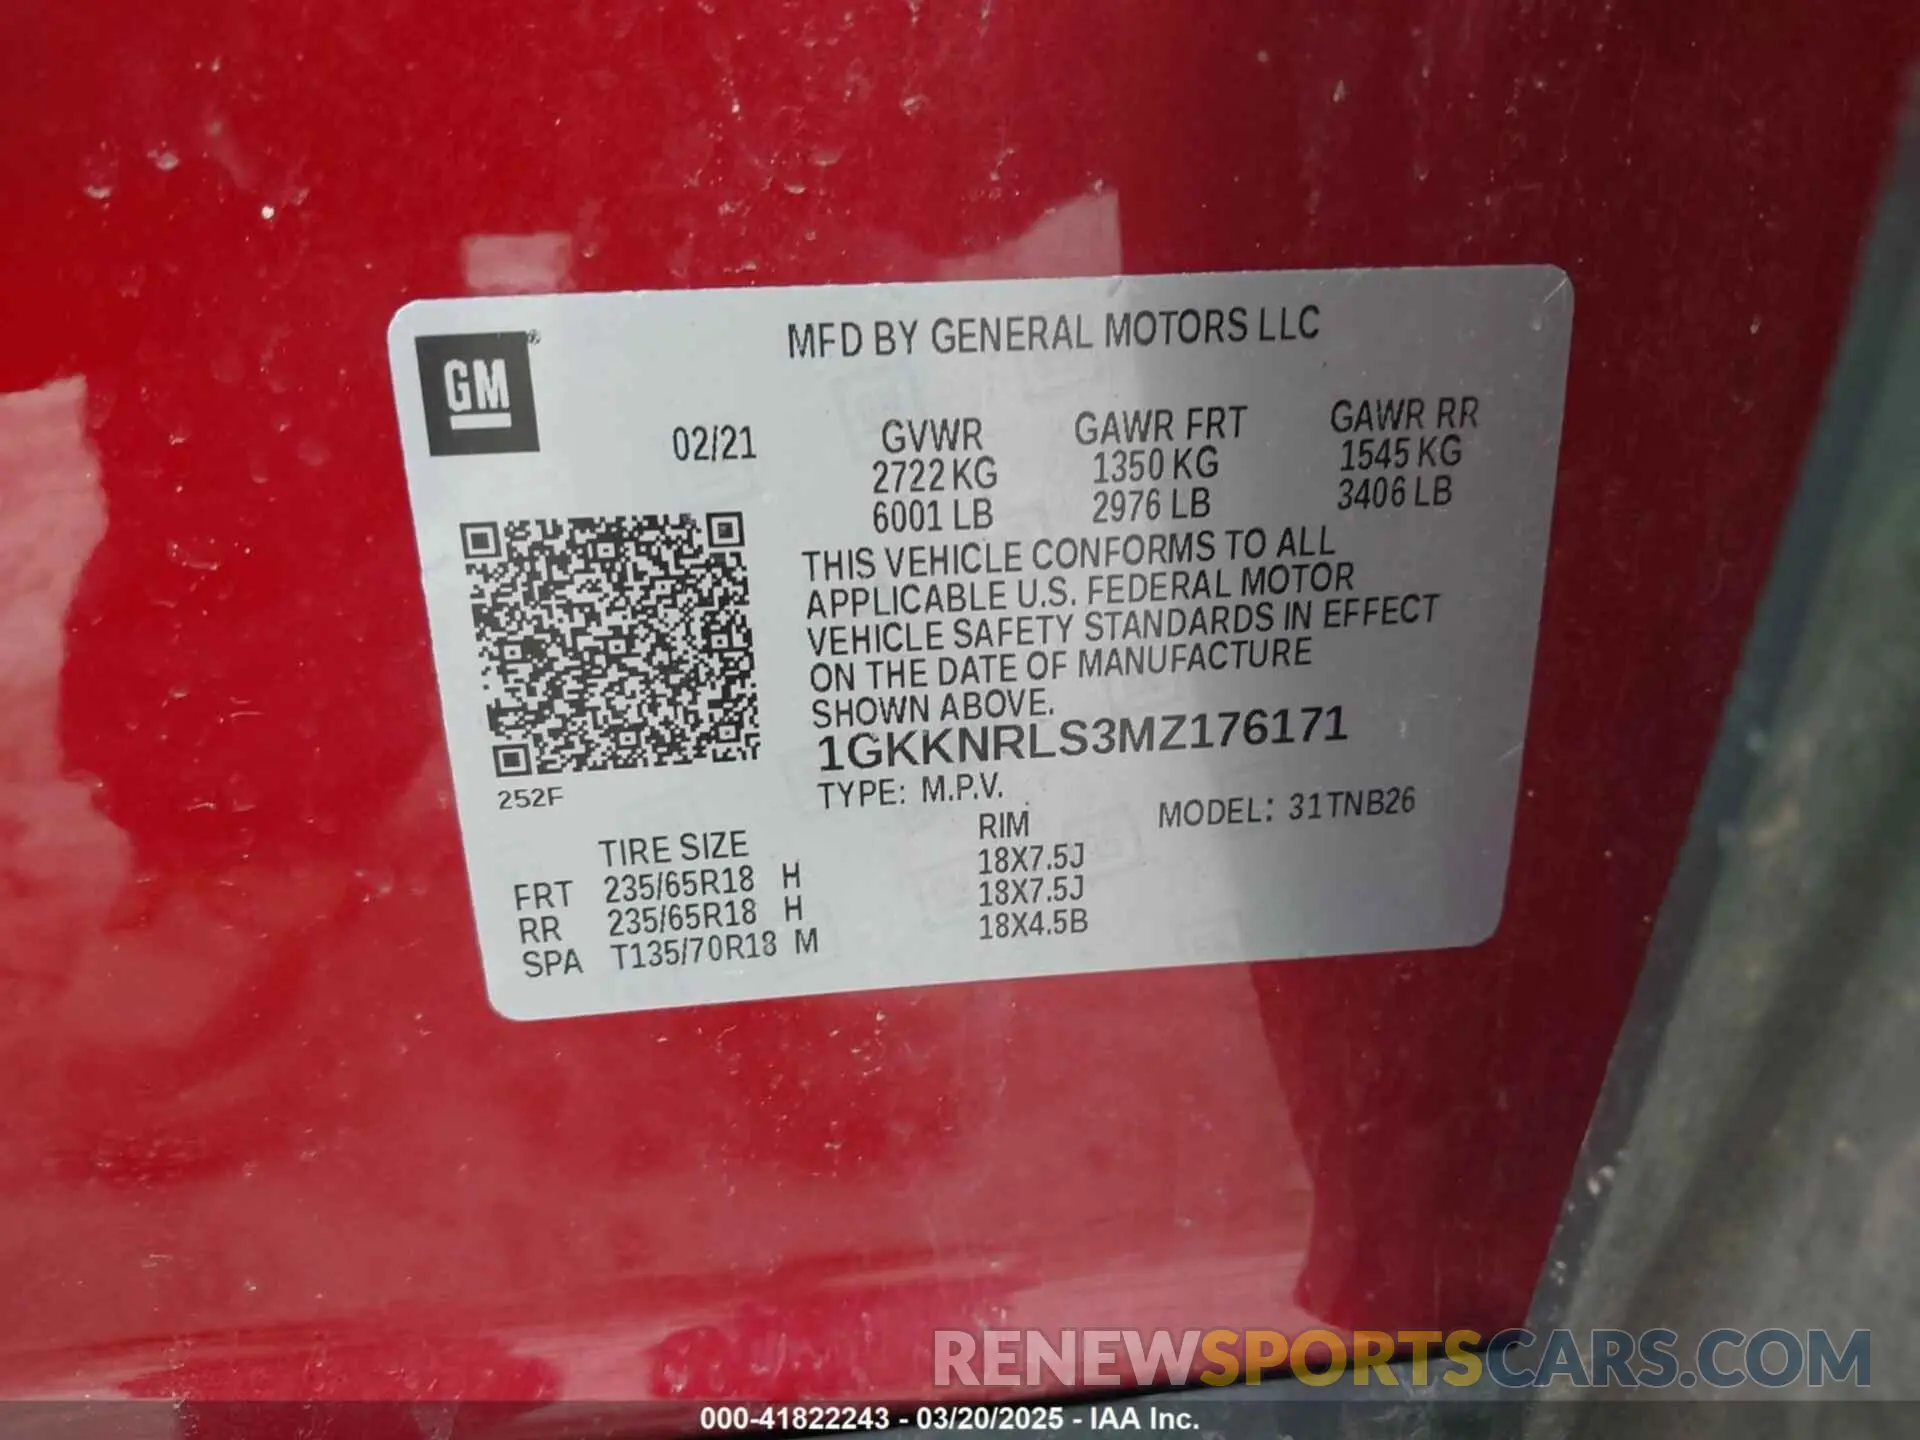 GM®
MFD BY GENERAL MOTORS LLC
02/21
GVWR GAWR FRT GAWR RR
2722 KG 1350 KG 1545 KG
6001 LB 2976 LB 3406 LB
THIS VEHICLE CONFORMS TO ALL
APPLICABLE U.S. FEDERAL MOTOR
VEHICLE SAFETY STANDARDS IN EFFECT
ON THE DATE OF MANUFACTURE
SHOWN ABOVE.
1GKKNRLS3MZ176171
252F
TYPE: M.P.V. MODEL: 31TNB26
TIRE SIZE RIM
FRT 235/65R18 H 18X7.5J
RR 235/65R18 H 18X7.5J
SPA T135/70R18 M 18X4.5B
RENEWSPORTSCARS.COM
000-41822243 - 03/20/2025 - IAA Inc.